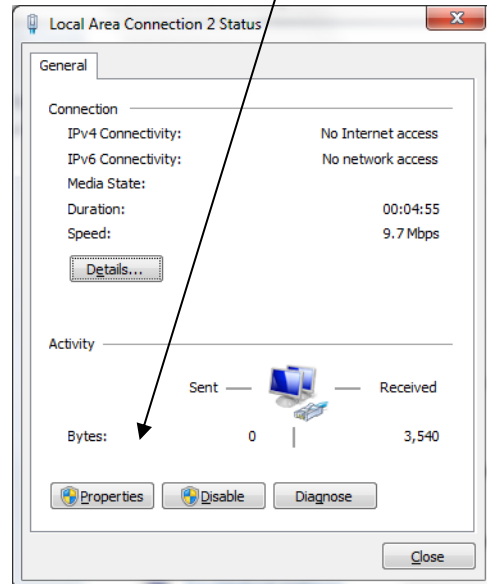 Local Area Connection 2 Status
General
Connection
IPv4 Connectivity: No Internet access
IPv6 Connectivity: No network access
Media State:
Duration: 00:04:55
Speed: 9.7 Mbps
Details...
Activity
Sent Received
Bytes: 0 3,540
Properties Disable Diagnose
Close